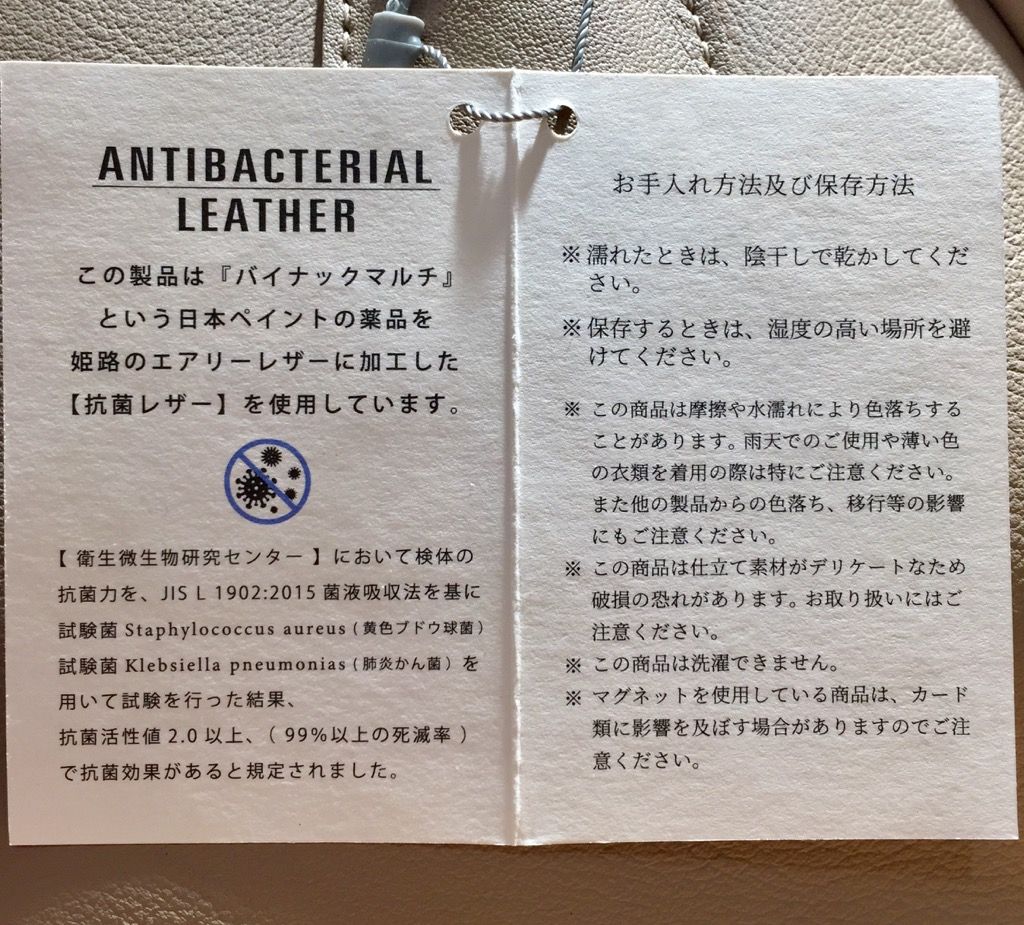 ANTIBACTERIAL
LEATHER
この製品は『バイナックマルチ』
という日本ペイントの薬品を
姫路のエアリーレザーに加工した
【抗菌レザー】を使用しています。
【 衛生微生物研究センター 】において検体の
抗菌力を、JIS L 1902:2015 菌液吸収法を基に
試験菌 Staphylococcus aureus（黄色ブドウ球菌）
試験菌 Klebsiella pneumonias（肺炎かん菌）を
用いて試験を行った結果、
抗菌活性値 2.0 以上、（ 99%以上の死滅率 ）
で抗菌効果があると規定されました。
お手入れ方法及び保存方法
※ 濡れたときは、陰干しで乾かしてくだ
さい。
※ 保存するときは、湿度の高い場所を避
けてください。
※ この商品は摩擦や水濡れにより色落ちする
ことがあります。雨天でのご使用や薄い色
の衣類を着用の際は特にご注意ください。
また他の製品からの色落ち、移行等の影響
にもご注意ください。
※ この商品は仕立て素材がデリケートなため
破損の恐れがあります。お取り扱いにはご
注意ください。
※ この商品は洗濯できません。
※ マグネットを使用している商品は、カード
類に影響を及ぼす場合がありますのでご注
意ください。